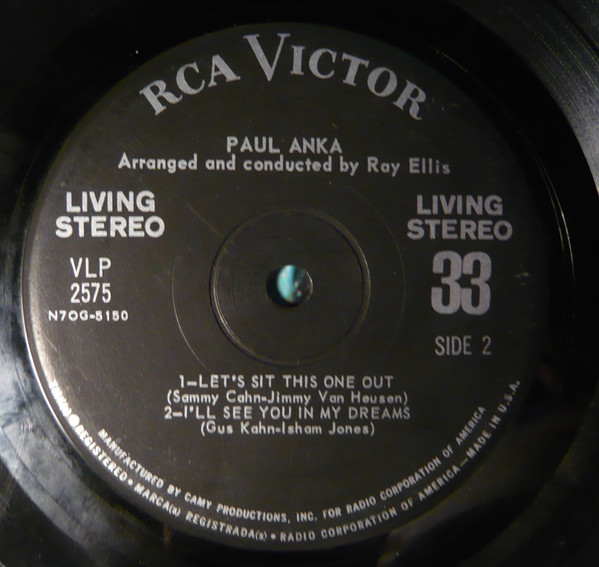 RCA VICTOR
PAUL ANKA
Arranged and conducted by Ray Ellis
LIVING STEREO
LIVING STEREO
VLP 2575
N7OG-5150
33
SIDE 2
1—LET'S SIT THIS ONE OUT
(Sammy Cahn-Jimmy Van Heusen)
2—I'LL SEE YOU IN MY DREAMS
(Gus Kahn-Isham Jones)
MANUFACTURED BY CAMY PRODUCTIONS, INC. FOR RADIO CORPORATION OF AMERICA
TMK(s) ® REGISTERED • MARCA(s) REGISTRADA(s) • RADIO CORPORATION OF AMERICA—MADE IN U.S.A.